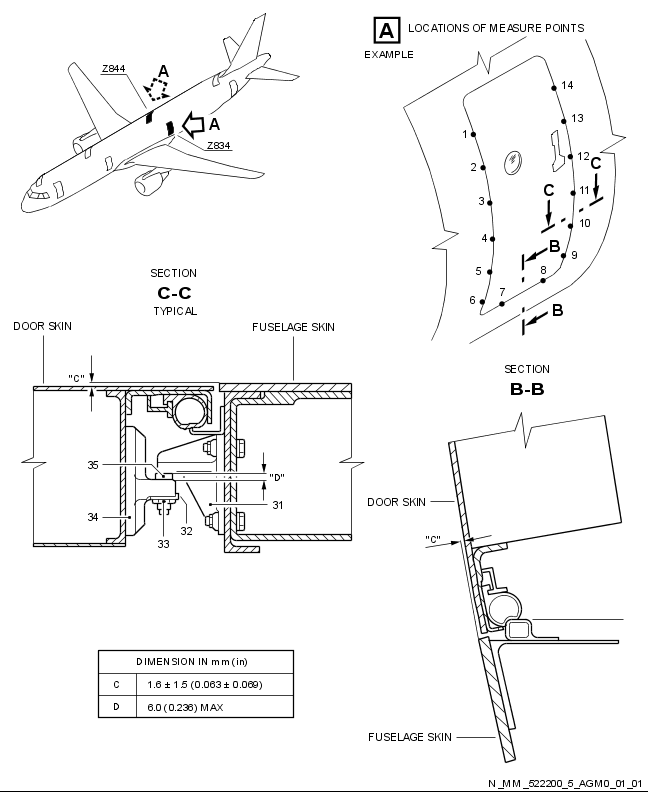 A LOCATIONS OF MEASURE POINTS
EXAMPLE
Z844
A
A
Z834
14
13
1
12
2
C
C
11
3
10
4
B
9
5
8
6
7
B
SECTION
C-C
TYPICAL
DOOR SKIN
FUSELAGE SKIN
"C"
35
"D"
31
34
32
33
SECTION
B-B
DOOR SKIN
"C"
FUSELAGE SKIN
DIMENSION IN mm (in)
C 1.6 ± 1.5 (0.063 ± 0.069)
D 6.0 (0.236) MAX
N_MM_522200_5_AGM0_01_01